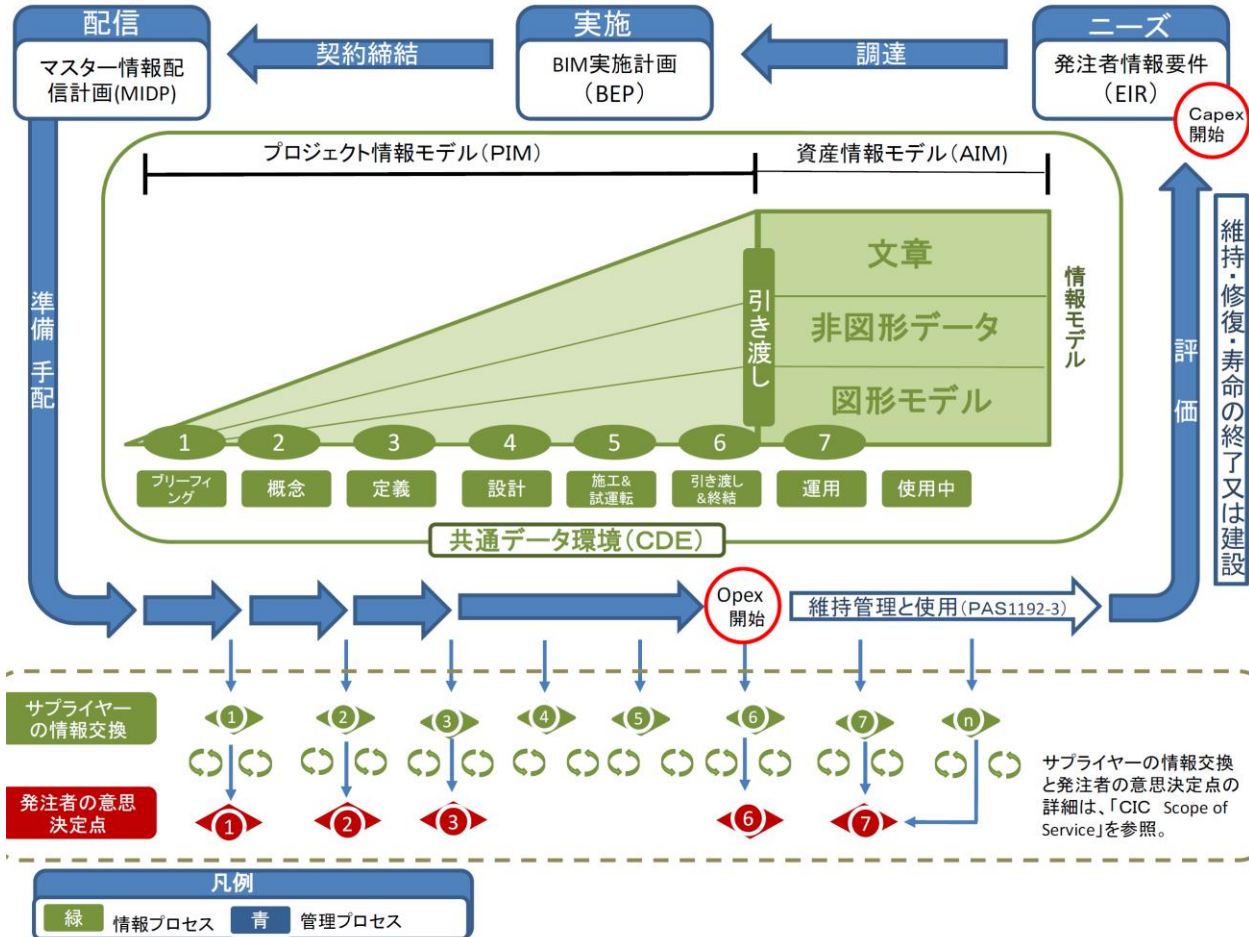 配信
マスター情報配
信計画(MIDP)
契約締結
実施
BIM実施計画
（BEP）
調達
ニーズ
発注者情報要件
（EIR）
Capex
開始
プロジェクト情報モデル（PIM）
資産情報モデル（AIM）
文章
非図形データ
図形モデル
引き渡し
情報モデル
準備 手配
評価
維持・修復・寿命の終了又は建設
1
2
3
4
5
6
7
ブリーフィ
ング
概念
定義
設計
施工&
試運転
引き渡し
&終結
運用
使用中
共通データ環境（CDE）
Opex
開始
維持管理と使用（PAS1192-3）
サプライヤー
の情報交換
1
2
3
4
5
6
7
n
発注者の意思
決定点
1
2
3
6
7
サプライヤーの情報交換
と発注者の意思決定点の
詳細は、「CIC Scope of
Service」を参照。
凡例
緑 情報プロセス
青 管理プロセス